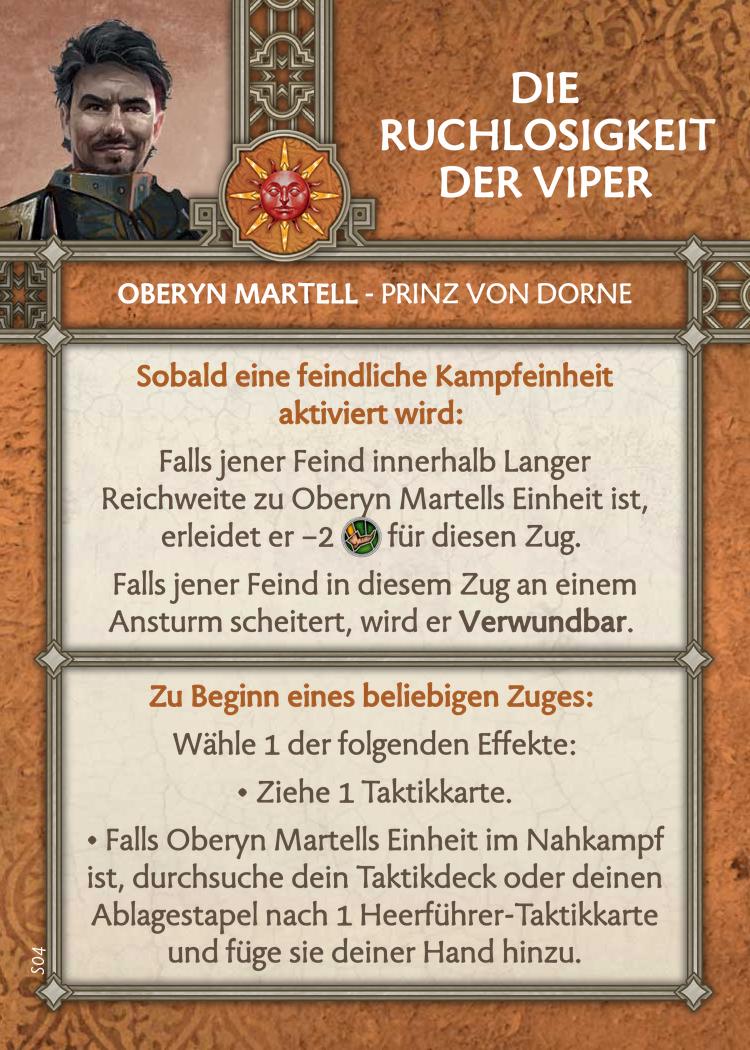 DIE
RUCHLOSIGKEIT
DER VIPER
OBERYN MARTELL - PRINZ VON DORNE
Sobald eine feindliche Kampfeinheit
aktiviert wird:
Falls jener Feind innerhalb Langer
Reichweite zu Oberyn Martells Einheit ist,
erleidet er −2 für diesen Zug.
Falls jener Feind in diesem Zug an einem
Ansturm scheitert, wird er Verwundbar.
Zu Beginn eines beliebigen Zuges:
Wähle 1 der folgenden Effekte:
• Ziehe 1 Taktikkarte.
• Falls Oberyn Martells Einheit im Nahkampf
ist, durchsuche dein Taktikdeck oder deinen
Ablagestapel nach 1 Heerführer-Taktikkarte
und füge sie deiner Hand hinzu.
S04